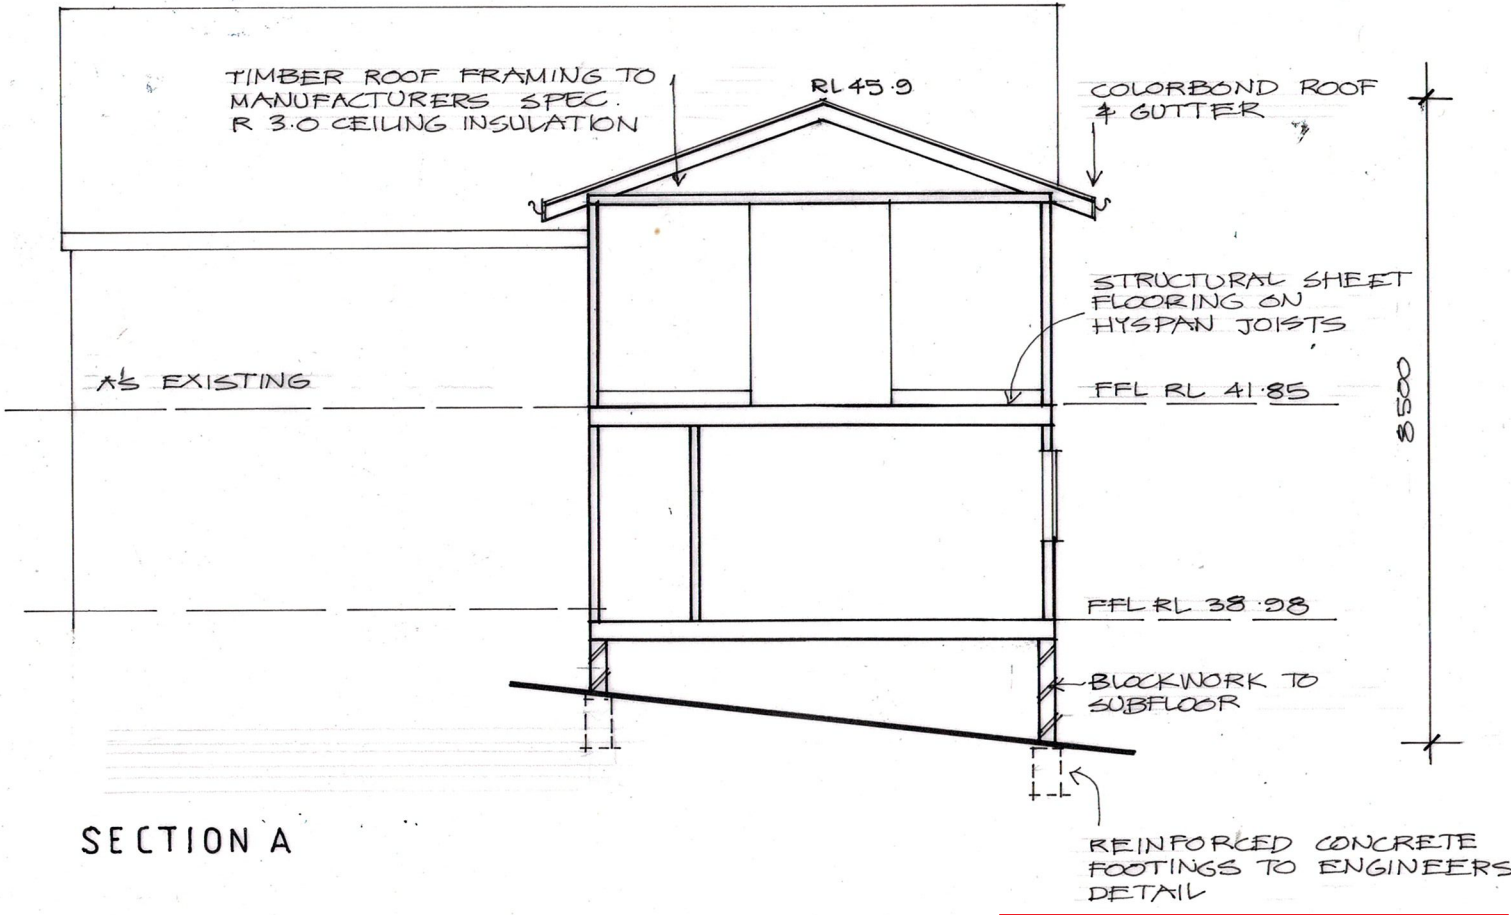 TIMBER ROOF FRAMING TO
MANUFACTURERS SPEC.
R 3.0 CEILING INSULATION
RL 45.9
COLORBOND ROOF
& GUTTER
STRUCTURAL SHEET
FLOORING ON
HYSPAN JOISTS
AS EXISTING
FFL RL 41.85
8500
FFL RL 38.98
BLOCKWORK TO
SUBFLOOR
SECTION A
REINFORCED CONCRETE
FOOTINGS TO ENGINEERS
DETAIL